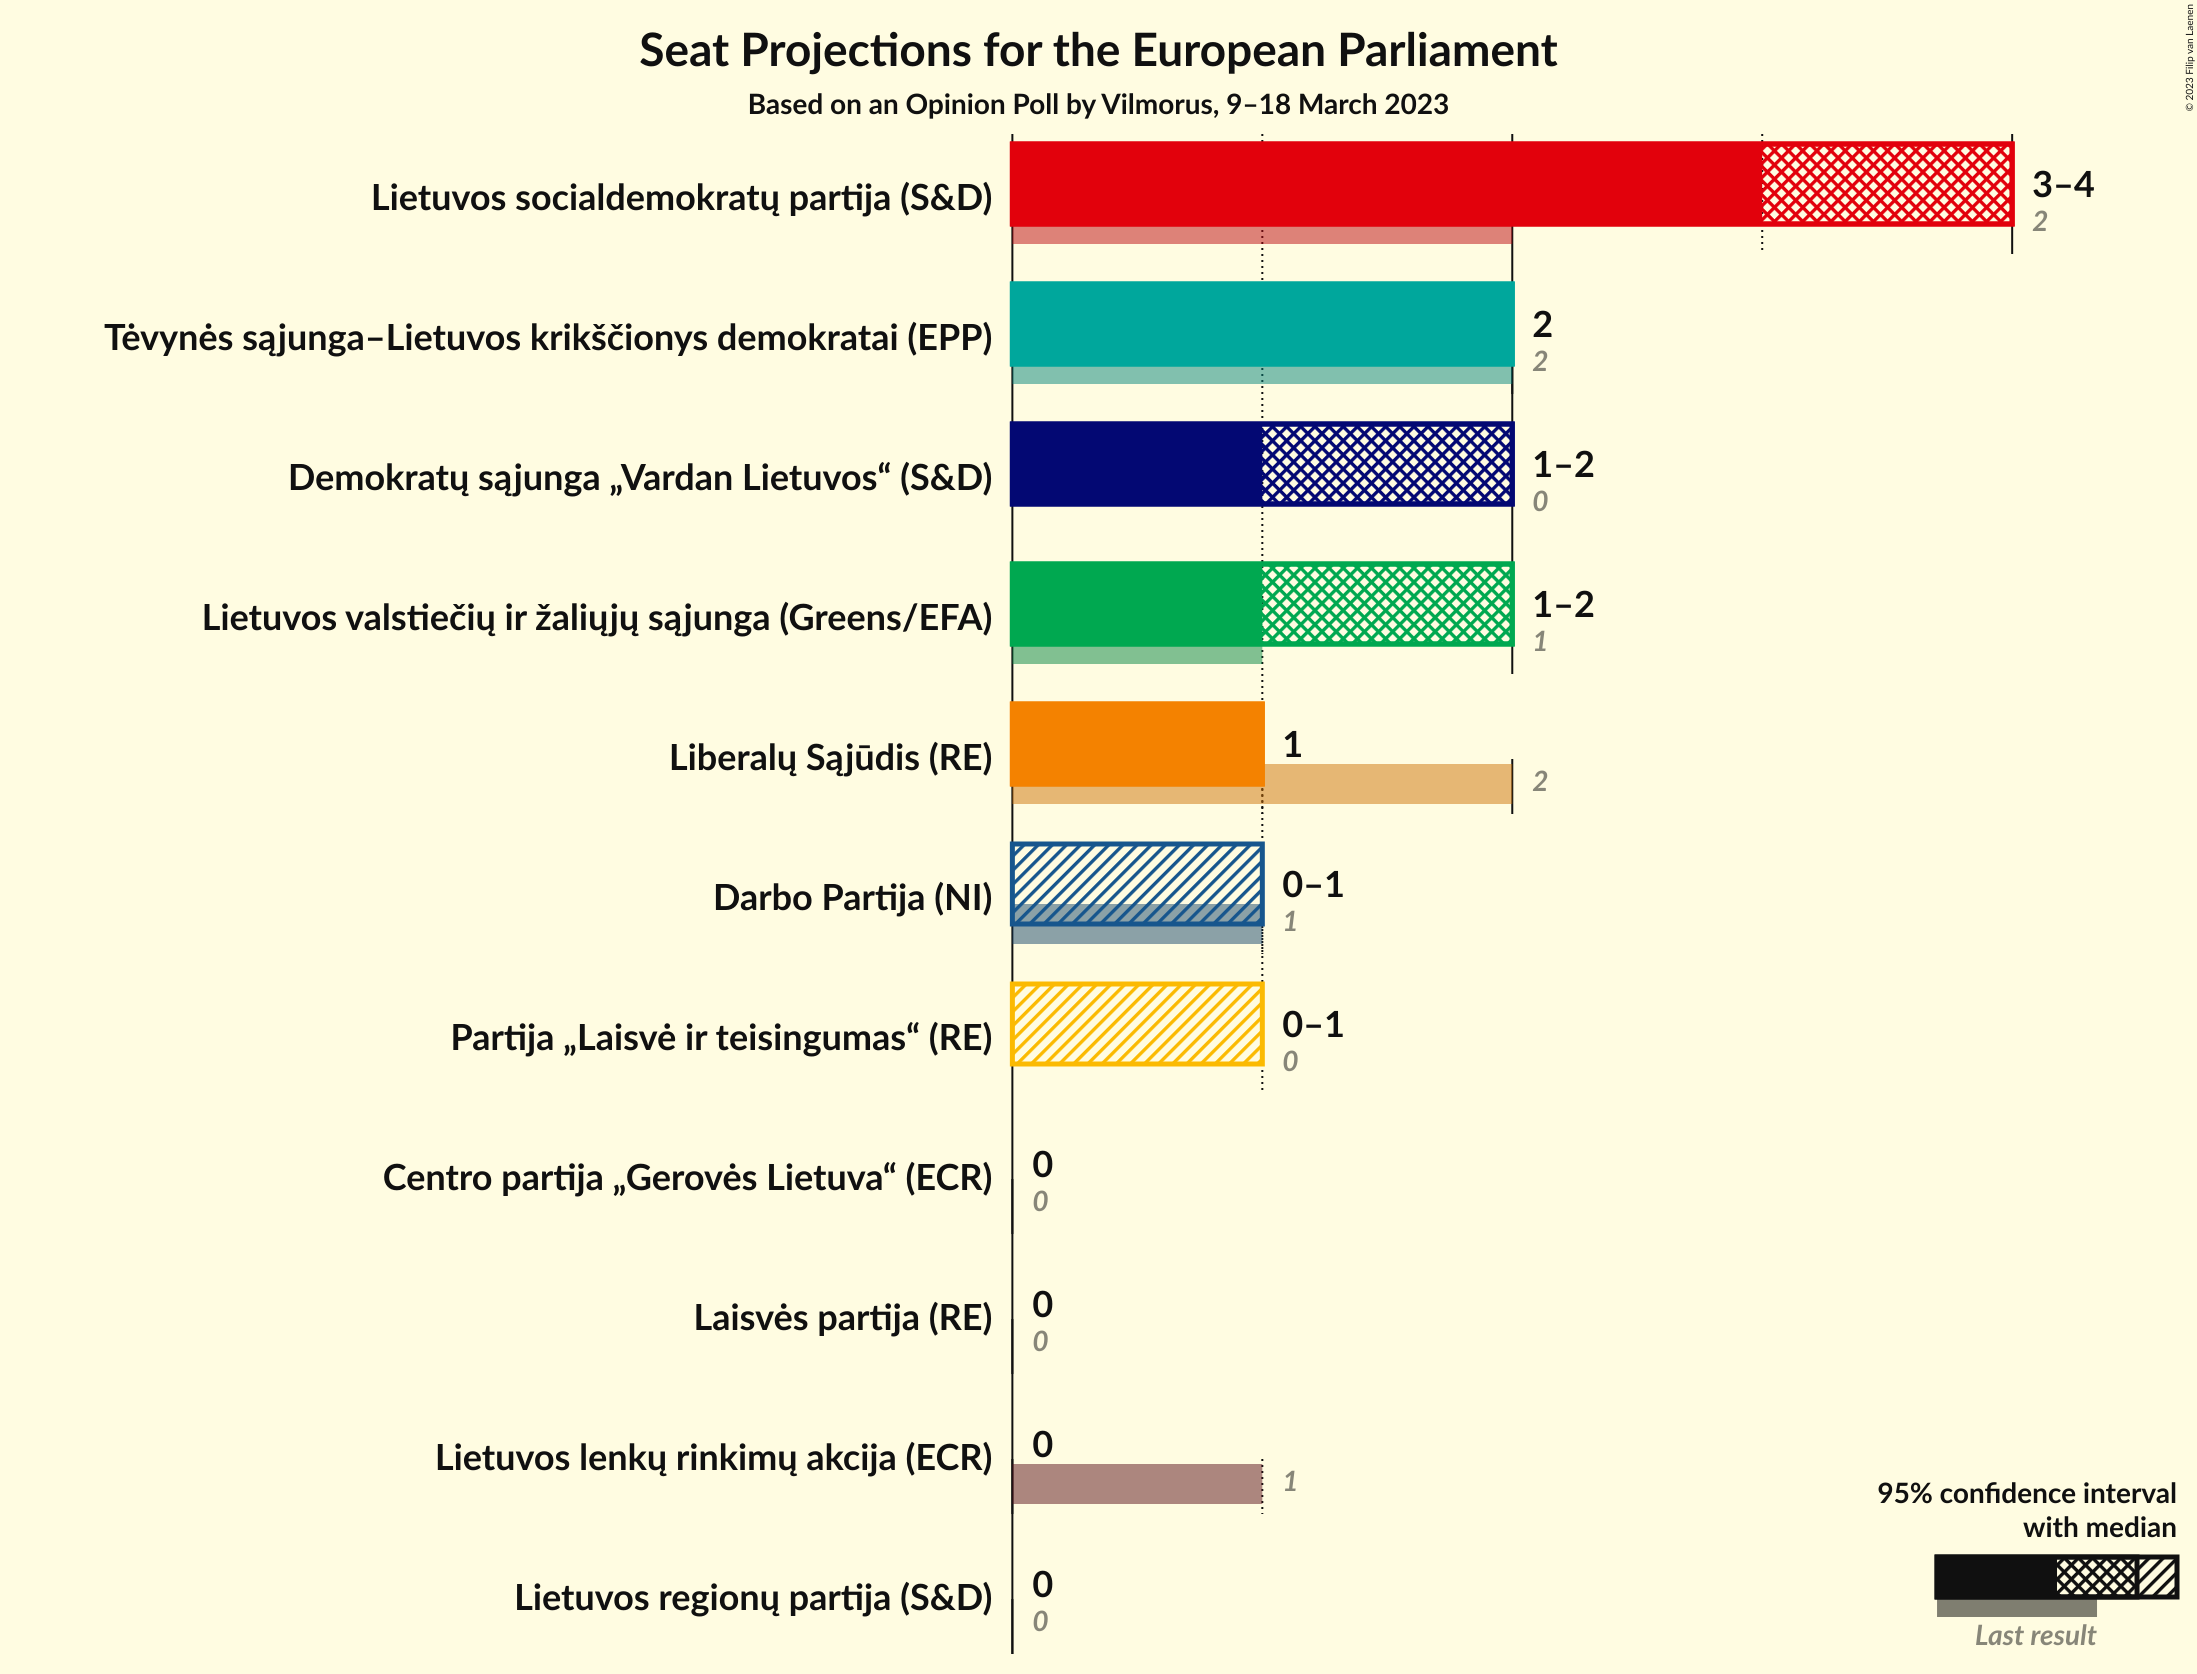 Seat Projections for the European Parliament
Based on an Opinion Poll by Vilmorus, 9–18 March 2023
© 2023 Filip van Laenen
Lietuvos socialdemokratų partija (S&D)
3–4
2
Tėvynės sąjunga–Lietuvos krikščionys demokratai (EPP)
2
2
Demokratų sąjunga „Vardan Lietuvos“ (S&D)
1–2
0
Lietuvos valstiečių ir žaliųjų sąjunga (Greens/EFA)
1–2
1
Liberalų Sąjūdis (RE)
1
2
Darbo Partija (NI)
0–1
1
Partija „Laisvė ir teisingumas“ (RE)
0–1
0
Centro partija „Gerovės Lietuva“ (ECR)
0
0
Laisvės partija (RE)
0
0
Lietuvos lenkų rinkimų akcija (ECR)
0
1
Lietuvos regionų partija (S&D)
0
0
95% confidence interval
with median
Last result